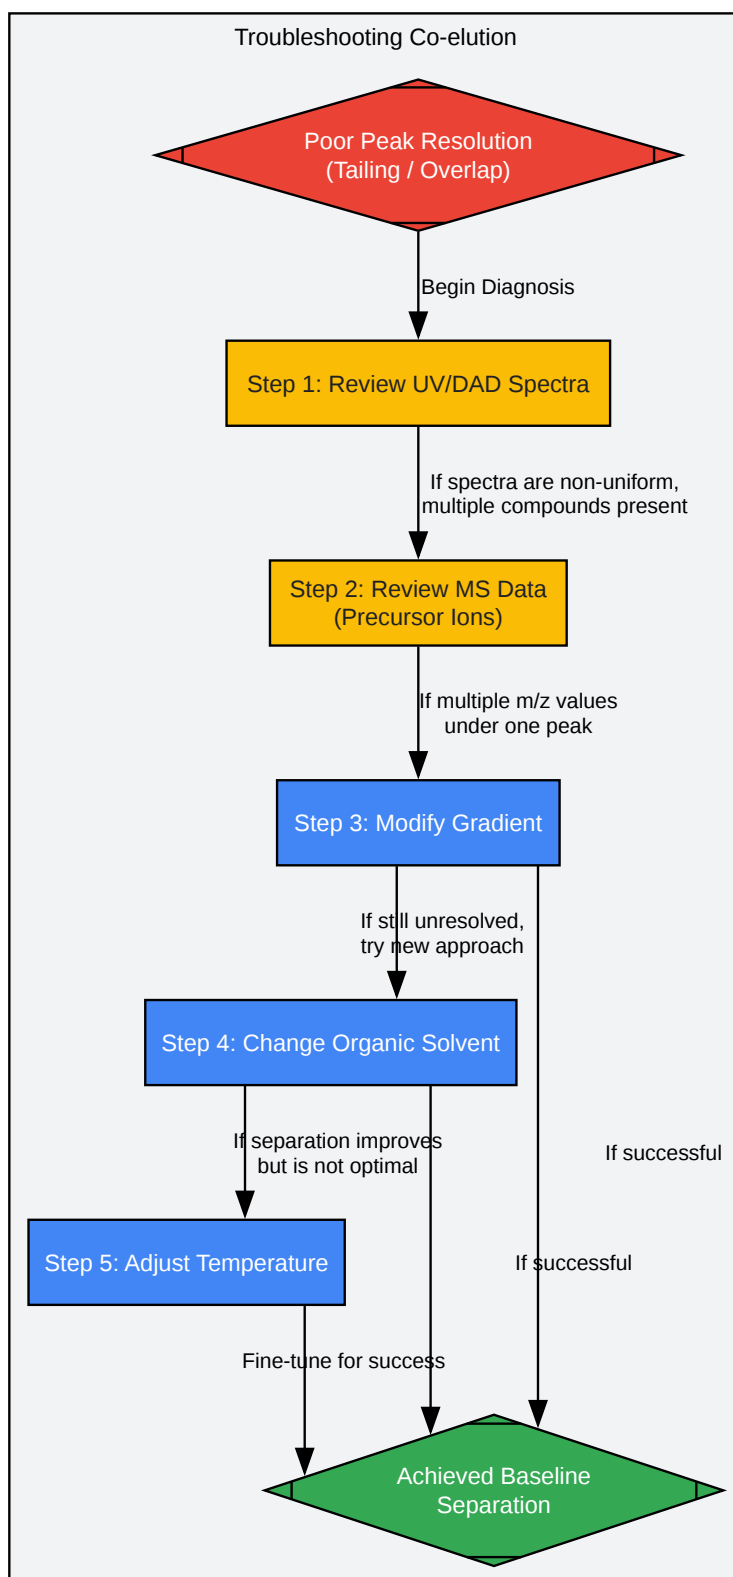 Troubleshooting Co-elution
Poor Peak Resolution
(Tailing / Overlap)
Begin Diagnosis
Step 1: Review UV/DAD Spectra
If spectra are non-uniform,
multiple compounds present
Step 2: Review MS Data
(Precursor Ions)
If multiple m/z values
under one peak
Step 3: Modify Gradient
If still unresolved,
try new approach
Step 4: Change Organic Solvent
If separation improves
but is not optimal
If successful
Step 5: Adjust Temperature
If successful
Fine-tune for success
Achieved Baseline
Separation